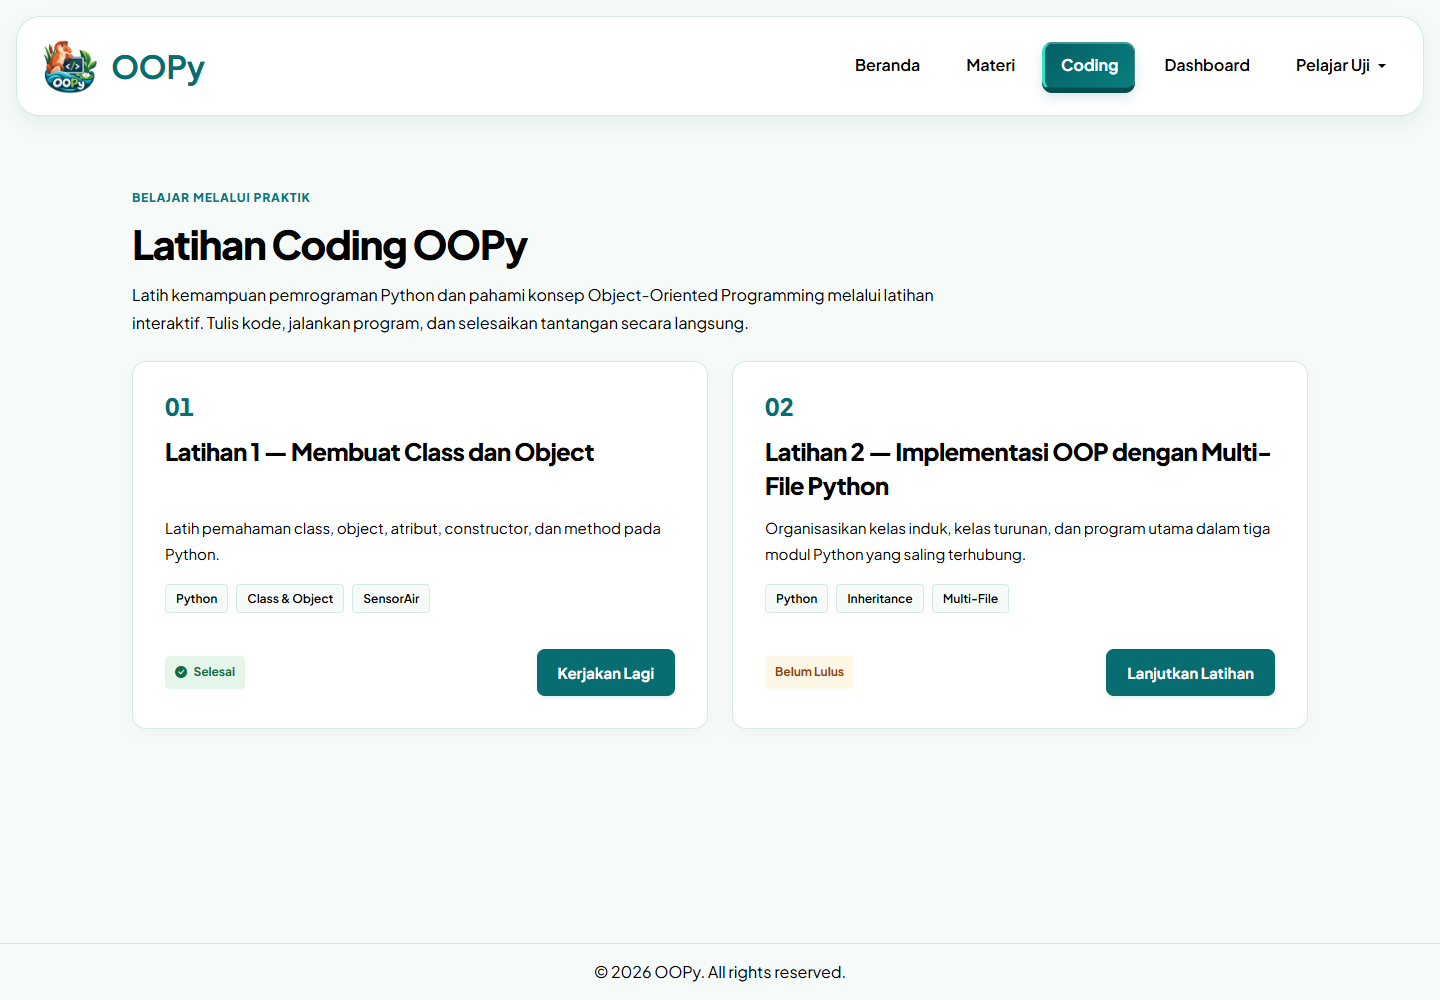 OOPy
OOPy
Beranda
Materi
Coding
Dashboard
Pelajar Uji
BELAJAR MELALUI PRAKTIK
Latihan Coding OOPy
Latih kemampuan pemrograman Python dan pahami konsep Object-Oriented Programming melalui latihan
interaktif. Tulis kode, jalankan program, dan selesaikan tantangan secara langsung.
01
Latihan 1 — Membuat Class dan Object
Latih pemahaman class, object, atribut, constructor, dan method pada
Python.
Python
Class & Object
SensorAir
Selesai
Kerjakan Lagi
02
Latihan 2 — Implementasi OOP dengan Multi-
File Python
Organisasikan kelas induk, kelas turunan, dan program utama dalam tiga
modul Python yang saling terhubung.
Python
Inheritance
Multi-File
Belum Lulus
Lanjutkan Latihan
© 2026 OOPy. All rights reserved.